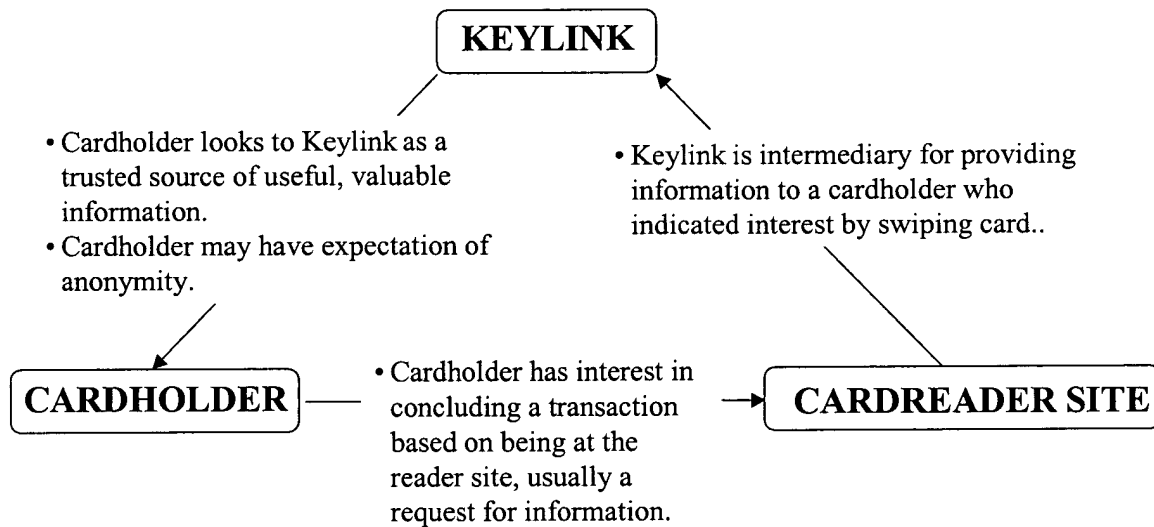 KEYLINK
• Cardholder looks to Keylink as a
trusted source of useful, valuable
information.
• Cardholder may have expectation of
anonymity.
• Keylink is intermediary for providing
information to a cardholder who
indicated interest by swiping card..
CARDHOLDER
• Cardholder has interest in
concluding a transaction
based on being at the
reader site, usually a
request for information.
CARDREADER SITE